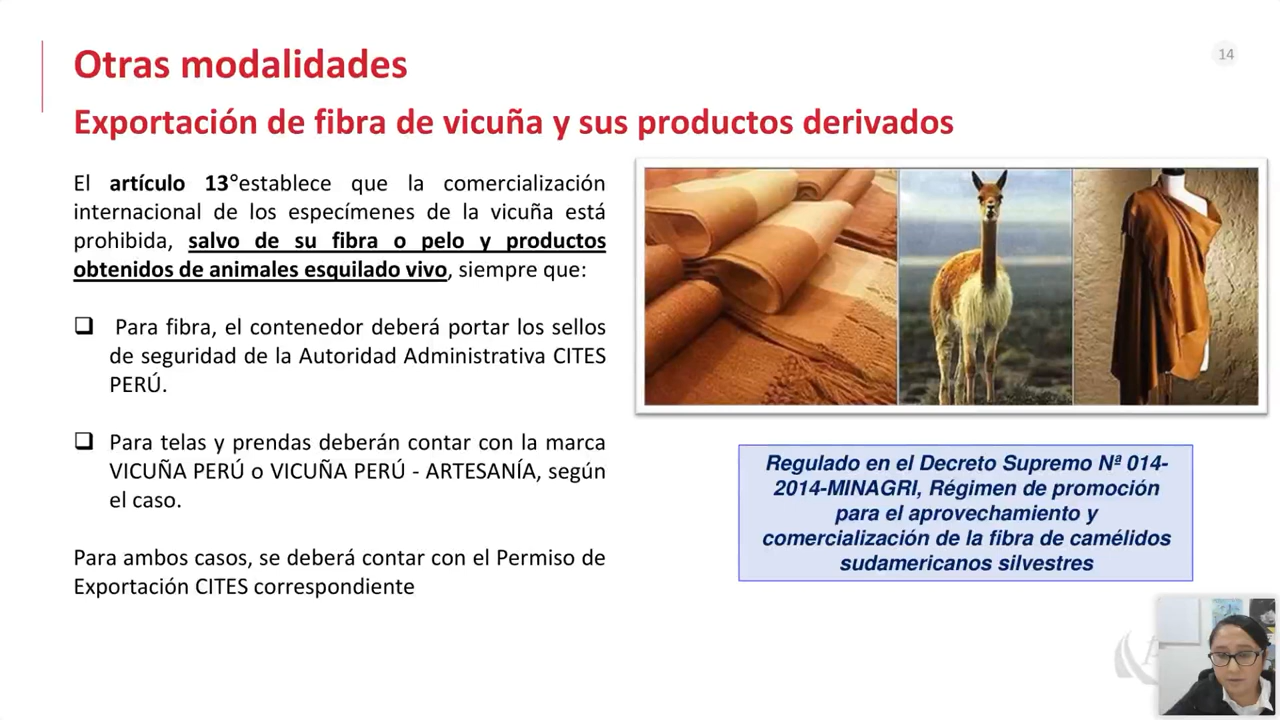 Otras modalidades
14
Exportación de fibra de vicuña y sus productos derivados
El artículo 13°establece que la comercialización
internacional de los especímenes de la vicuña está
prohibida, salvo de su fibra o pelo y productos
obtenidos de animales esquilado vivo, siempre que:
Para fibra, el contenedor deberá portar los sellos
de seguridad de la Autoridad Administrativa CITES
PERÚ.
Para telas y prendas deberán contar con la marca
VICUÑA PERÚ o VICUÑA PERÚ - ARTESANÍA, según
el caso.
Para ambos casos, se deberá contar con el Permiso de
Exportación CITES correspondiente
Regulado en el Decreto Supremo Nª 014-
2014-MINAGRI, Régimen de promoción
para el aprovechamiento y
comercialización de la fibra de camélidos
sudamericanos silvestres